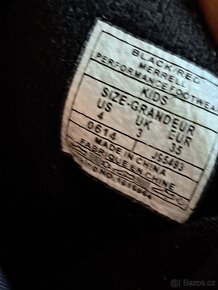 BLACK/RED
MERRELL
PERFORMANCE FOOTWEAR
KIDS
SIZE-GRANDEUR
US UK EUR
4 3 35
0614
MADE IN CHINA
FABRIQUE EN CHINE
Bazos.cz